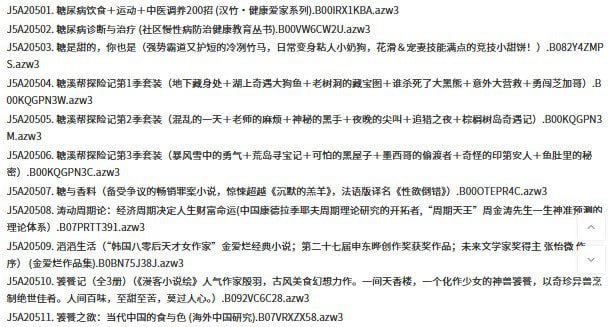 J5A20501. 糖尿病饮食＋运动＋中医调养200招 (汉竹·健康爱家系列).B00IRX1KBA.azw3
J5A20502. 糖尿病诊断与治疗 (社区慢性病防治健康教育丛书).B00VW6CW2U.azw3
J5A20503. 糖是甜的，你也是（强势霸道又护短的冷冽竹马，日常变身粘人小奶狗，花滑＆宠妻技能满点的竞技小甜饼！）.B082Y4ZMP
S.azw3
J5A20504. 糖溪帮探险记第1季套装（地下藏身处＋湖上奇遇大狗鱼＋老树洞的藏宝图＋谁杀死了大黑熊＋意外大营救＋勇闯芝加哥）.B
00KQGPN3W.azw3
J5A20505. 糖溪帮探险记第2季套装（混乱的一天＋老师的麻烦＋神秘的黑手＋夜晚的尖叫＋追猎之夜＋棕榈树岛奇遇记）.B00KQGPN3
M.azw3
J5A20506. 糖溪帮探险记第3季套装（暴风雪中的勇气＋荒岛寻宝记＋可怕的黑屋子＋墨西哥的偷渡者＋奇怪的印第安人＋鱼肚里的秘
密）.B00KQGPN3C.azw3
J5A20507. 糖与香料（备受争议的畅销罪案小说，惊悚超越《沉默的羔羊》，法语版译名《性欲倒错》）.B00OTEPR4C.azw3
J5A20508. 涛动周期论：经济周期决定人生财富命运(中国康德拉季耶夫周期理论研究的开拓者,“周期天王”周金涛先生一生神准预测的
理论体系）.B07PRTT391.azw3
J5A20509. 滔滔生活（“韩国八零后天才女作家”金爱烂经典小说；第二十七届申东晔创作奖获奖作品；未来文学家奖得主 张怡微 作
序） (金爱烂作品集).B0BN75J38J.azw3
J5A20510. 饕餮记（全3册）（《漫客小说绘》人气作家殷羽，古风美食幻想力作。一间天香楼，一个化作少女的神兽饕餮，以奇珍异兽烹
制绝世佳肴。人间百味，至甜至苦，莫过人心。）.B092VC6C28.azw3
J5A20511. 饕餮之欲：当代中国的食与色 (海外中国研究).B07VRXZX58.azw3